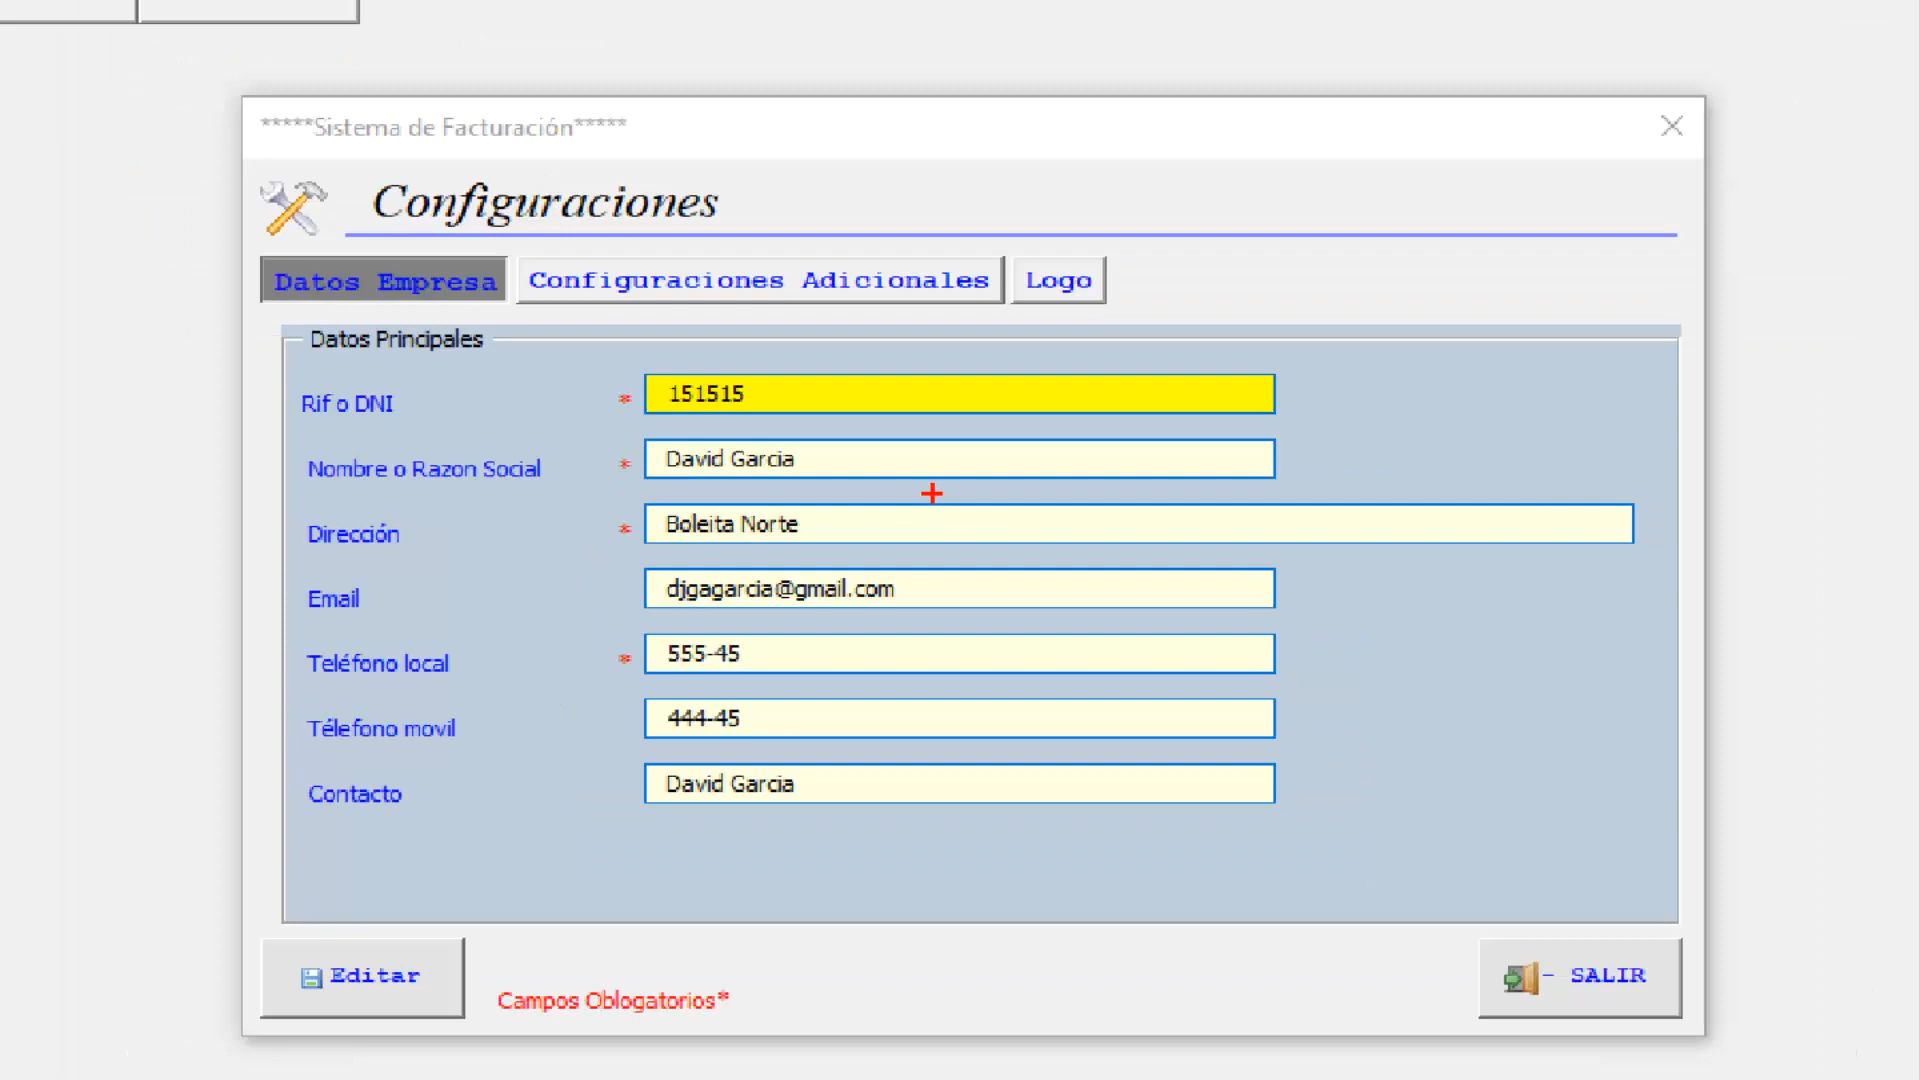 *****Sistema de Facturación*****
Configuraciones
Datos Empresa Configuraciones Adicionales Logo
Datos Principales
Rif o DNI * 151515
Nombre o Razon Social * David Garcia
Dirección * Boleita Norte
Email djgagarcia@gmail.com
Teléfono local * 555-45
Télefono movil 444-45
Contacto David Garcia
Editar - SALIR
Campos Oblogatorios*